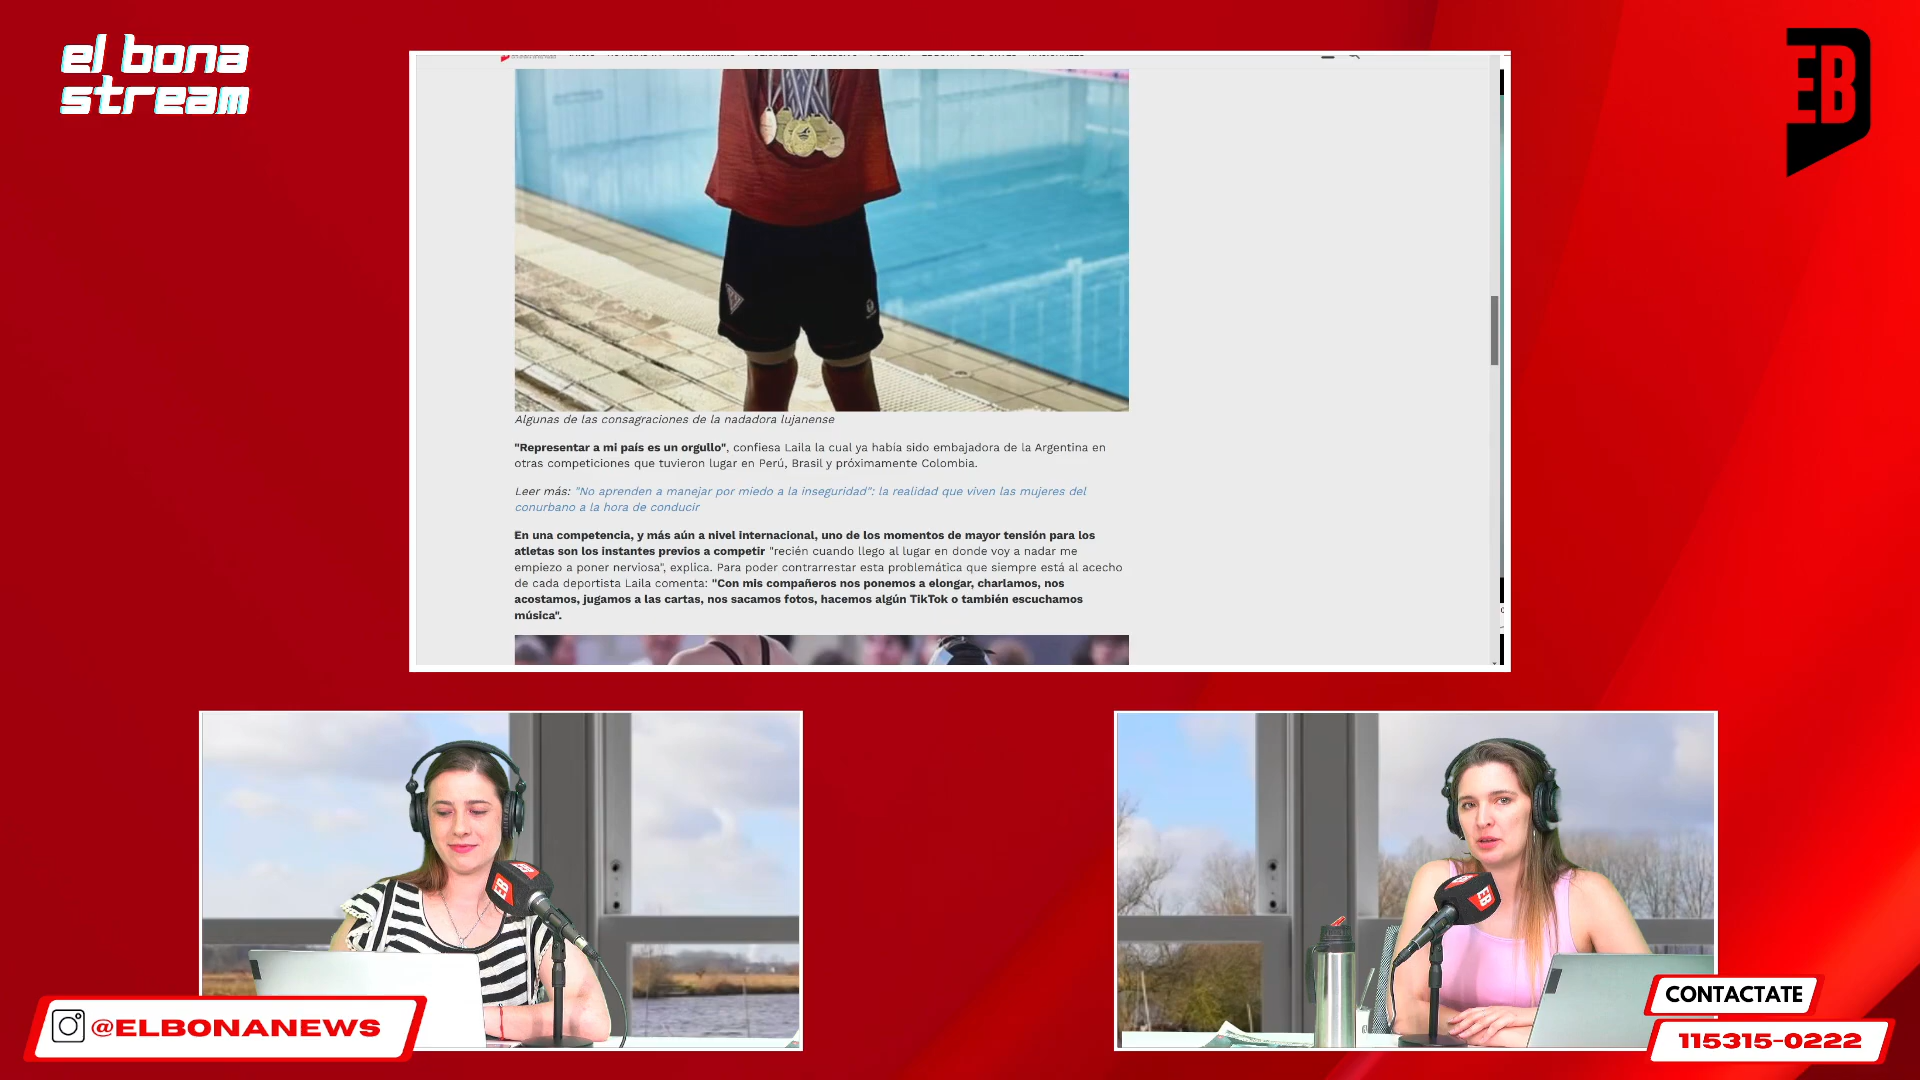 el bona
stream
EB
Algunas de las consagraciones de la nadadora lujanense
"Representar a mi país es un orgullo", confiesa Laila la cual ya había sido embajadora de la Argentina en
otras competiciones que tuvieron lugar en Perú, Brasil y próximamente Colombia.
Leer más: "No aprenden a manejar por miedo a la inseguridad": la realidad que viven las mujeres del
conurbano a la hora de conducir
En una competencia, y más aún a nivel internacional, uno de los momentos de mayor tensión para los
atletas son los instantes previos a competir "recién cuando llego al lugar en donde voy a nadar me
empiezo a poner nerviosa", explica. Para poder contrarrestar esta problemática que siempre está al acecho
de cada deportista Laila comenta: "Con mis compañeros nos ponemos a elongar, charlamos, nos
acostamos, jugamos a las cartas, nos sacamos fotos, hacemos algún TikTok o también escuchamos
música".
EB
EB
@ELBONANEWS
CONTACTATE
115315-0222